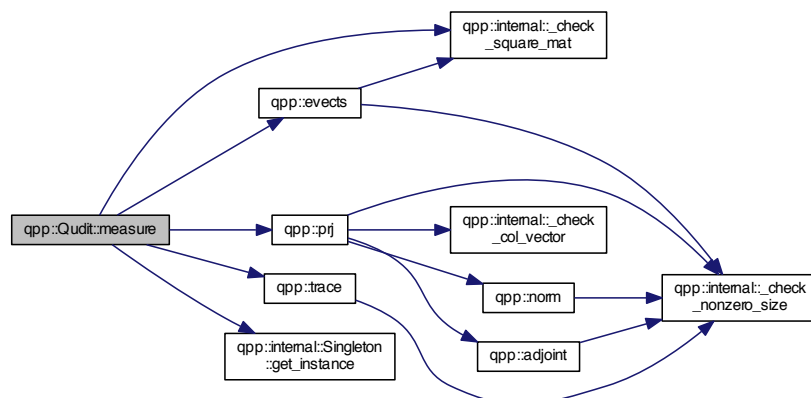 qpp::internal::_check
_square_mat
qpp::evects
qpp::Qudit::measure
qpp::prj
qpp::internal::_check
_col_vector
qpp::trace
qpp::norm
qpp::internal::_check
_nonzero_size
qpp::internal::Singleton
::get_instance
qpp::adjoint